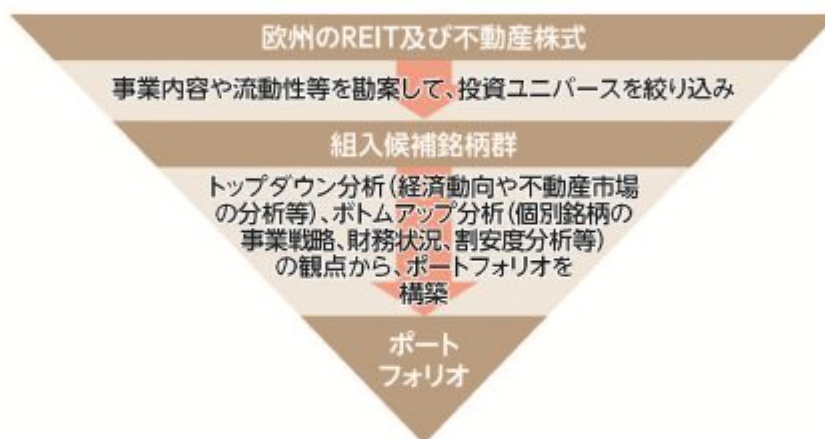 欧州のREIT及び不動産株式
事業内容や流動性等を勘案して、投資ユニバースを絞り込み
組入候補銘柄群
トップダウン分析(経済動向や不動産市場
の分析等)、ボトムアップ分析(個別銘柄の
事業戦略、財務状況、割安度分析等)
の観点から、ポートフォリオを
構築
ポート
フォリオ